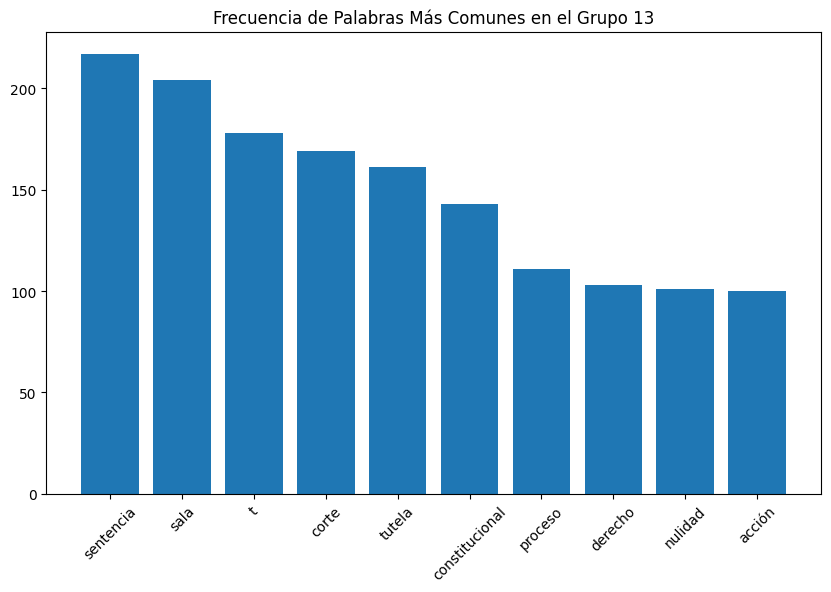 Frecuencia de Palabras Más Comunes en el Grupo 13
200
150
100
50
0
sentencia
sala
t
corte
tutela
constitucional
proceso
derecho
nulidad
acción